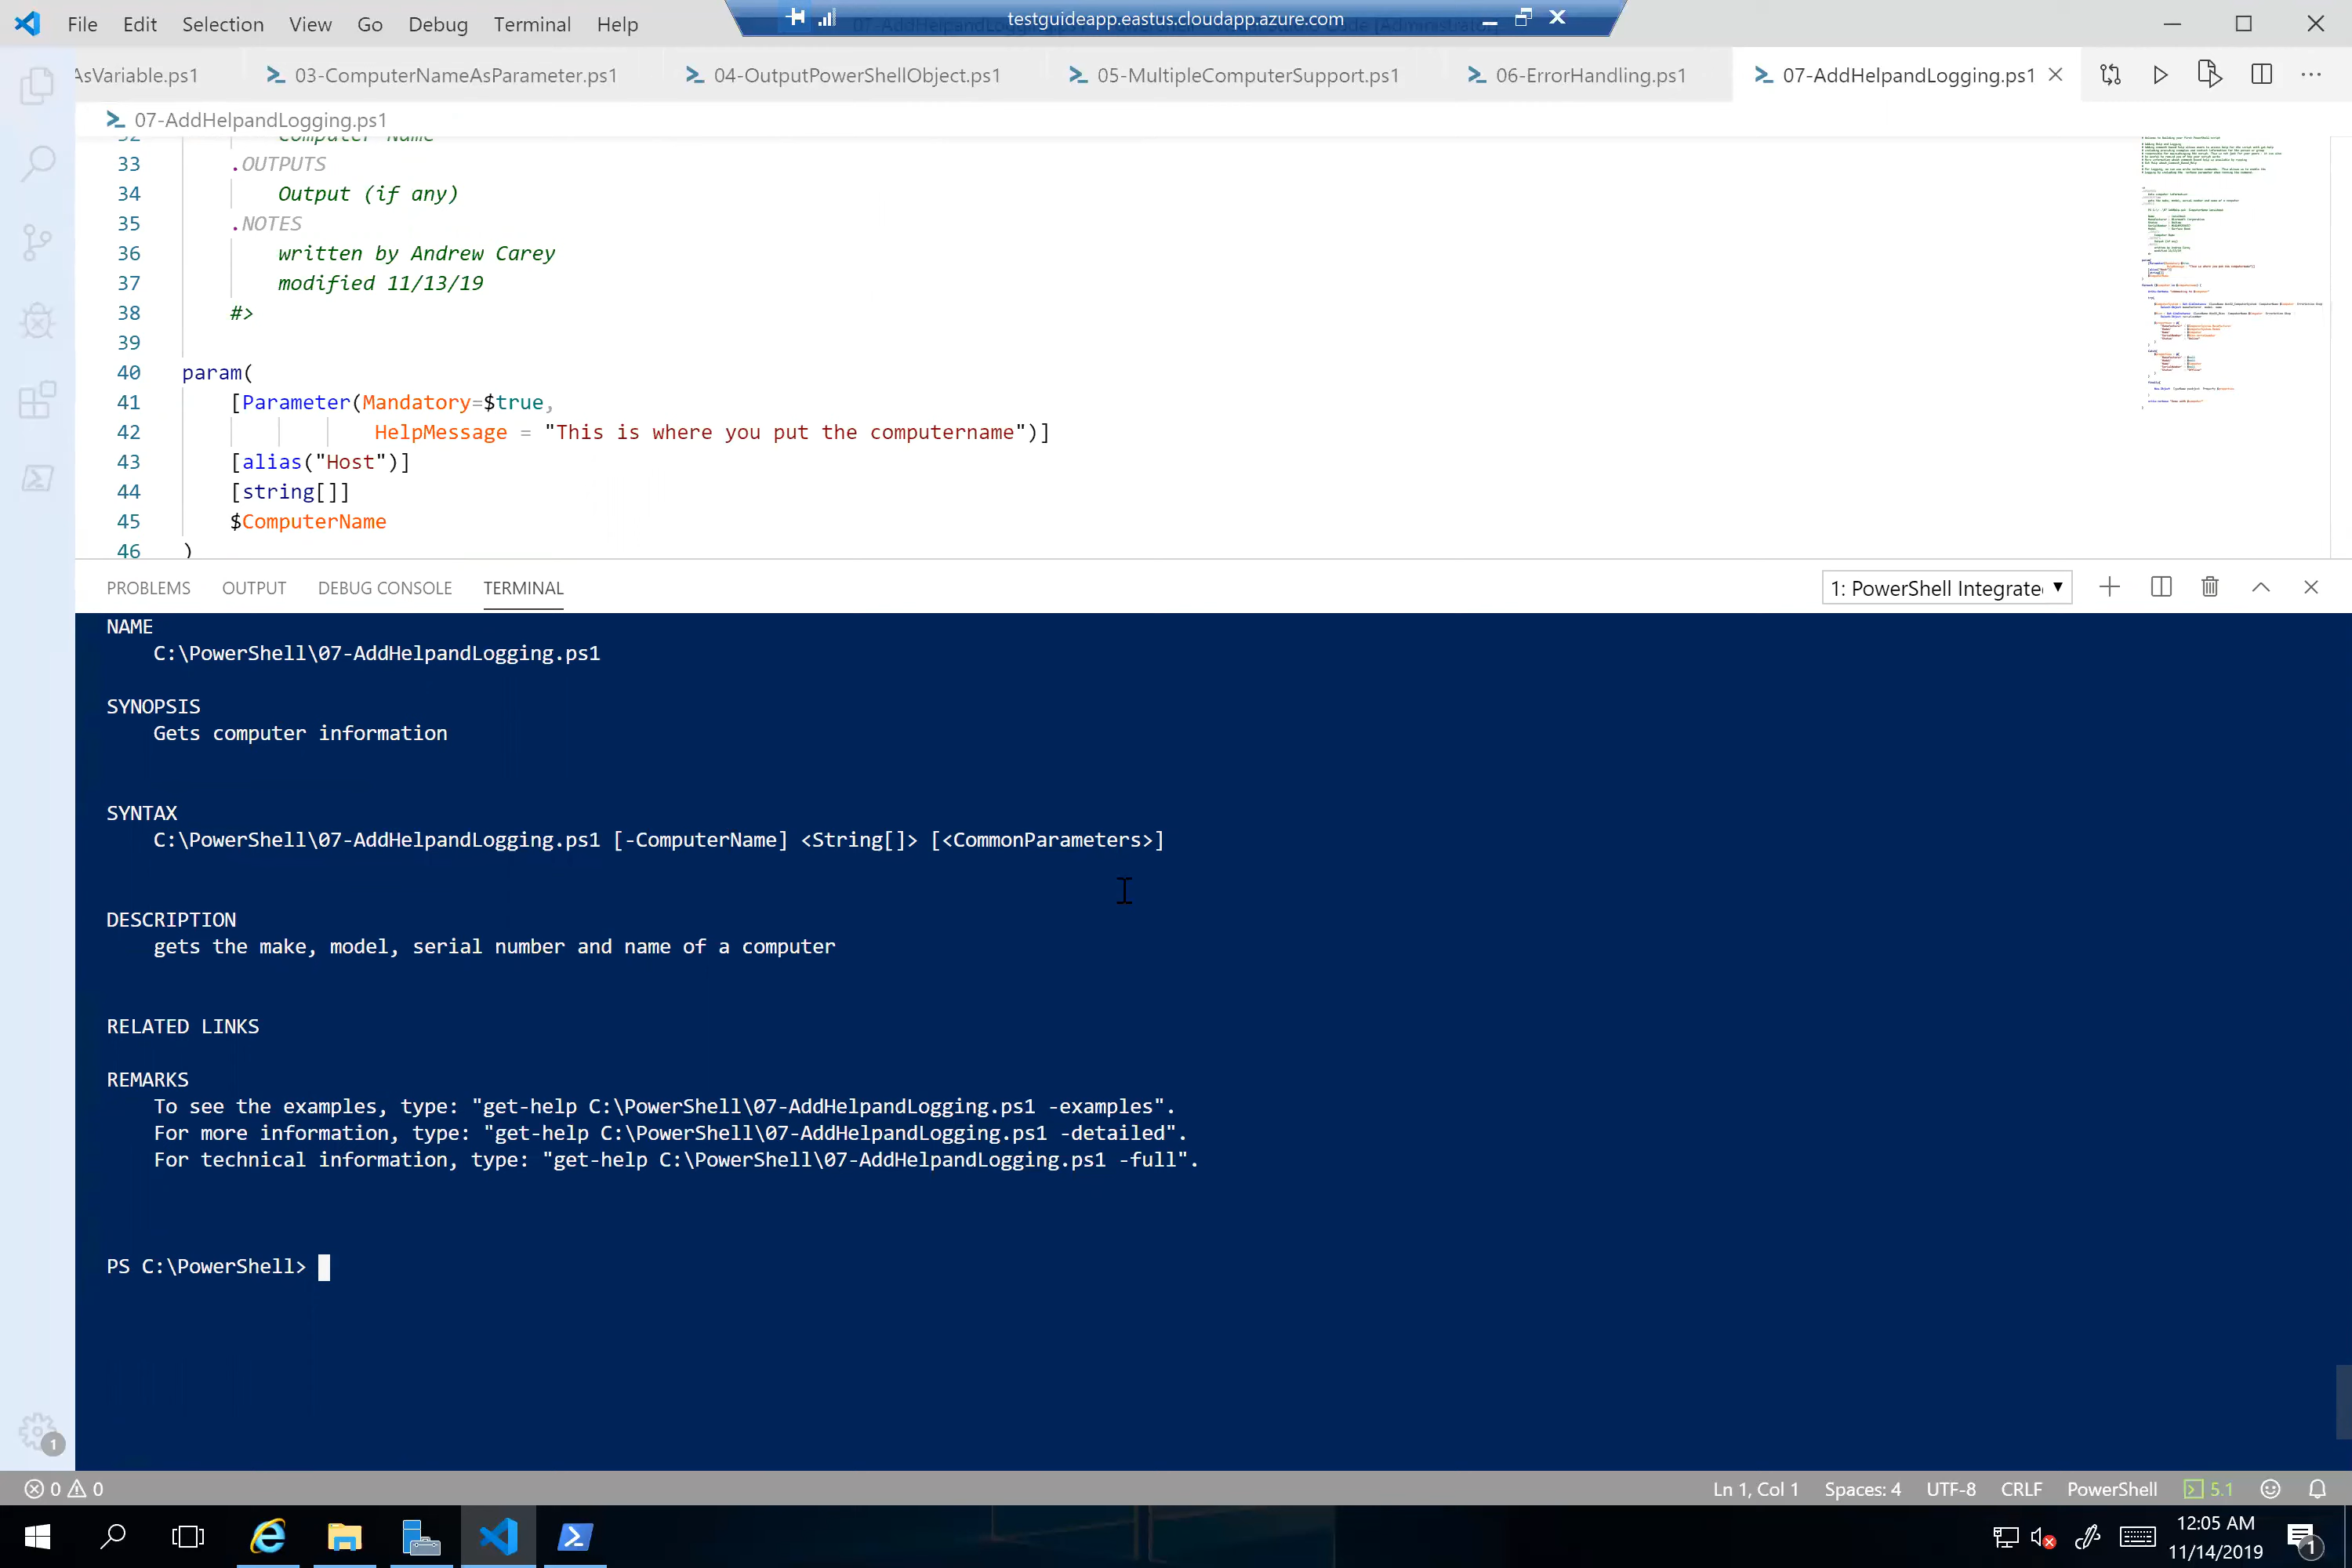 File Edit Selection View Go Debug Terminal Help
testguideapp.eastus.cloudapp.azure.com
AsVariable.ps1 03-ComputerNameAsParameter.ps1 04-OutputPowerShellObject.ps1 05-MultipleComputerSupport.ps1 06-ErrorHandling.ps1 07-AddHelpandLogging.ps1
07-AddHelpandLogging.ps1
32 Computer Name
33 .OUTPUTS
34 Output (if any)
35 .NOTES
36 written by Andrew Carey
37 modified 11/13/19
38 #>
39
40 param(
41 [Parameter(Mandatory=$true,
42 HelpMessage = "This is where you put the computername")]
43 [alias("Host")]
44 [string[]]
45 $ComputerName
46 )
PROBLEMS OUTPUT DEBUG CONSOLE TERMINAL 1: PowerShell Integrate
NAME
C:\PowerShell\07-AddHelpandLogging.ps1
SYNOPSIS
Gets computer information
SYNTAX
C:\PowerShell\07-AddHelpandLogging.ps1 [-ComputerName] <String[]> [<CommonParameters>]
DESCRIPTION
gets the make, model, serial number and name of a computer
RELATED LINKS
REMARKS
To see the examples, type: "get-help C:\PowerShell\07-AddHelpandLogging.ps1 -examples".
For more information, type: "get-help C:\PowerShell\07-AddHelpandLogging.ps1 -detailed".
For technical information, type: "get-help C:\PowerShell\07-AddHelpandLogging.ps1 -full".
PS C:\PowerShell>
1
0 0 Ln 1, Col 1 Spaces: 4 UTF-8 CRLF PowerShell 5.1
12:05 AM
11/14/2019
1